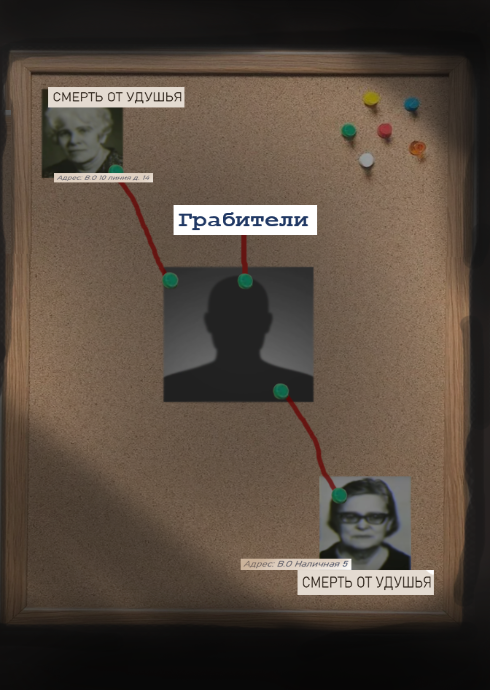 СМЕРТЬ ОТ УДУШЬЯ
Адрес: В.О 10 линия д. 14
Грабители
Адрес: В.О Наличная 5
СМЕРТЬ ОТ УДУШЬЯ